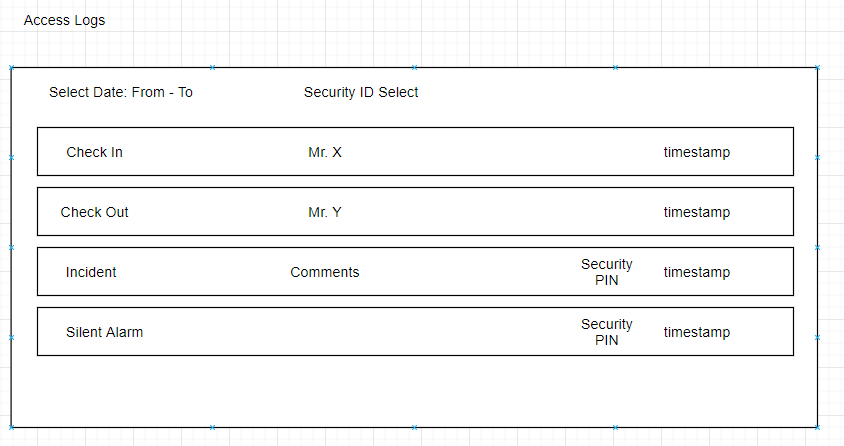 Access Logs
Select Date: From - To Security ID Select
Check In Mr. X timestamp
Check Out Mr. Y timestamp
Incident Comments Security PIN timestamp
Silent Alarm Security PIN timestamp